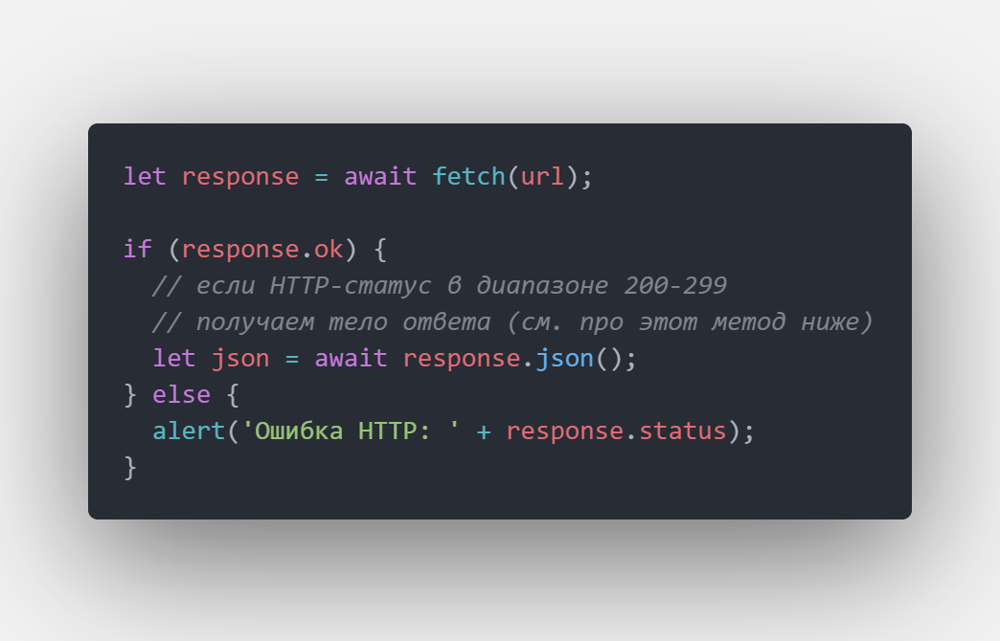 let response = await fetch(url);

if (response.ok) {
  // если HTTP-статус в диапазоне 200-299
  // получаем тело ответа (см. про этот метод ниже)
  let json = await response.json();
} else {
  alert('Ошибка HTTP: ' + response.status);
}